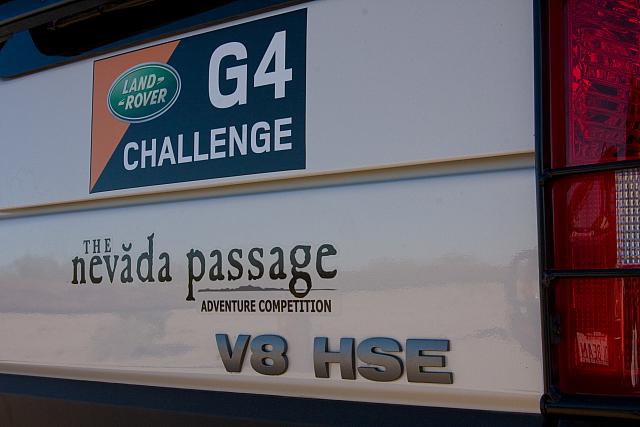 LAND-
-ROVER
G4
CHALLENGE
THE
nevăda passage
ADVENTURE COMPETITION
V8 HSE